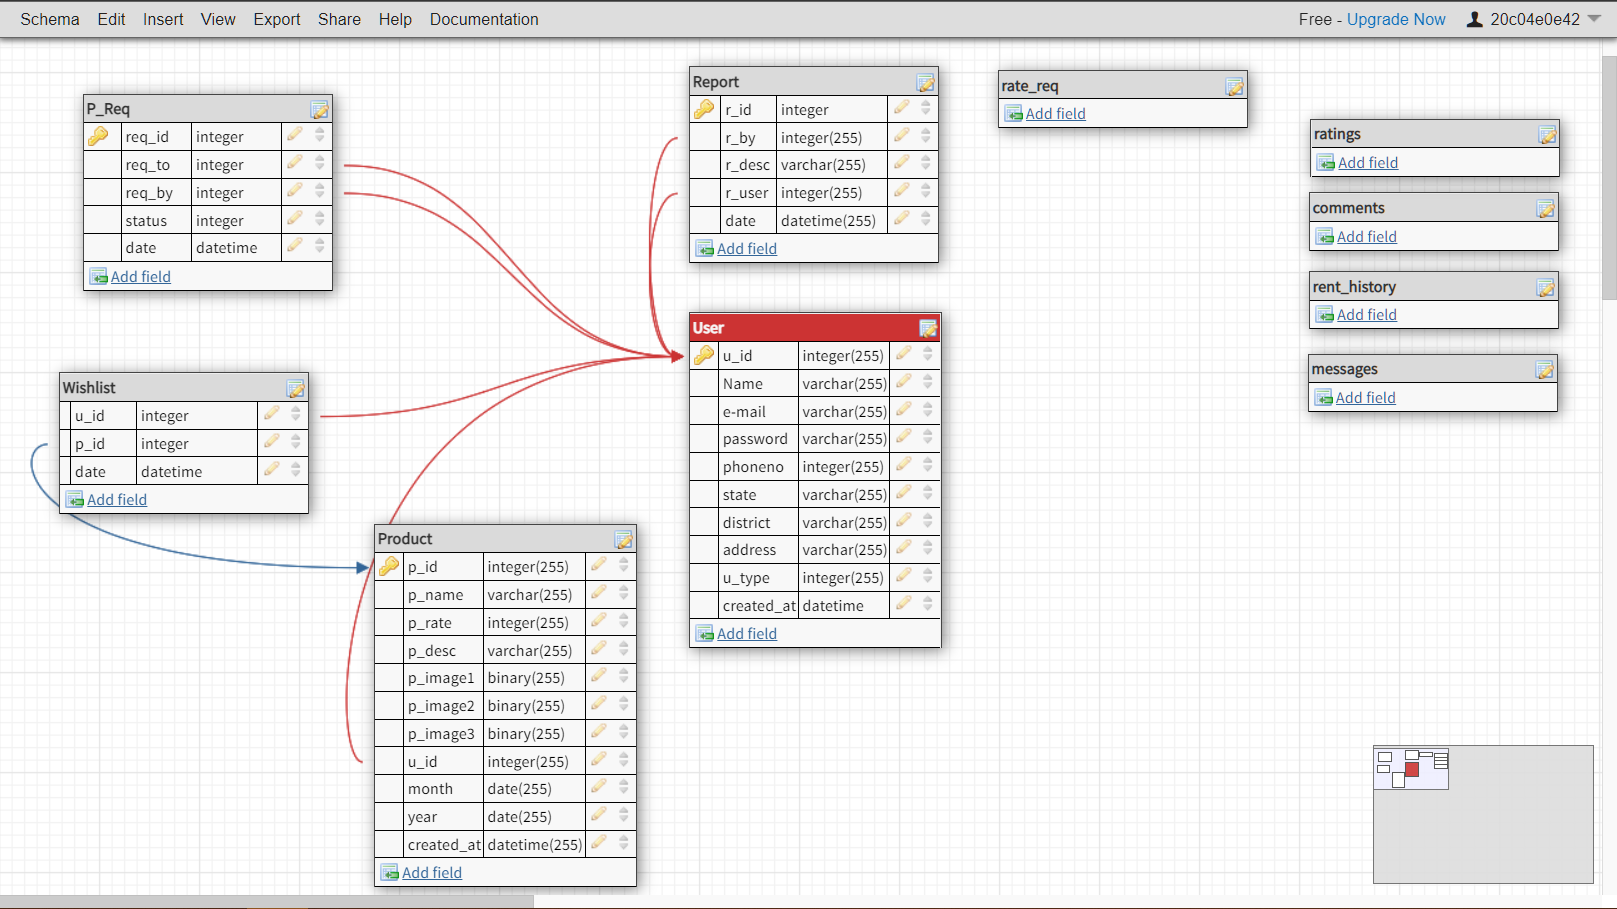 Schema Edit Insert View Export Share Help Documentation Free - Upgrade Now 20c04e0e42
P_Req
req_id integer
req_to integer
req_by integer
status integer
date datetime
Add field
Wishlist
u_id integer
p_id integer
date datetime
Add field
Product
p_id integer(255)
p_name varchar(255)
p_rate integer(255)
p_desc varchar(255)
p_image1 binary(255)
p_image2 binary(255)
p_image3 binary(255)
u_id integer(255)
month date(255)
year date(255)
created_at datetime(255)
Add field
Report
r_id integer
r_by integer(255)
r_desc varchar(255)
r_user integer(255)
date datetime(255)
Add field
User
u_id integer(255)
Name varchar(255)
e-mail varchar(255)
password varchar(255)
phoneno integer(255)
state varchar(255)
district varchar(255)
address varchar(255)
u_type integer(255)
created_at datetime
Add field
rate_req
Add field
ratings
Add field
comments
Add field
rent_history
Add field
messages
Add field